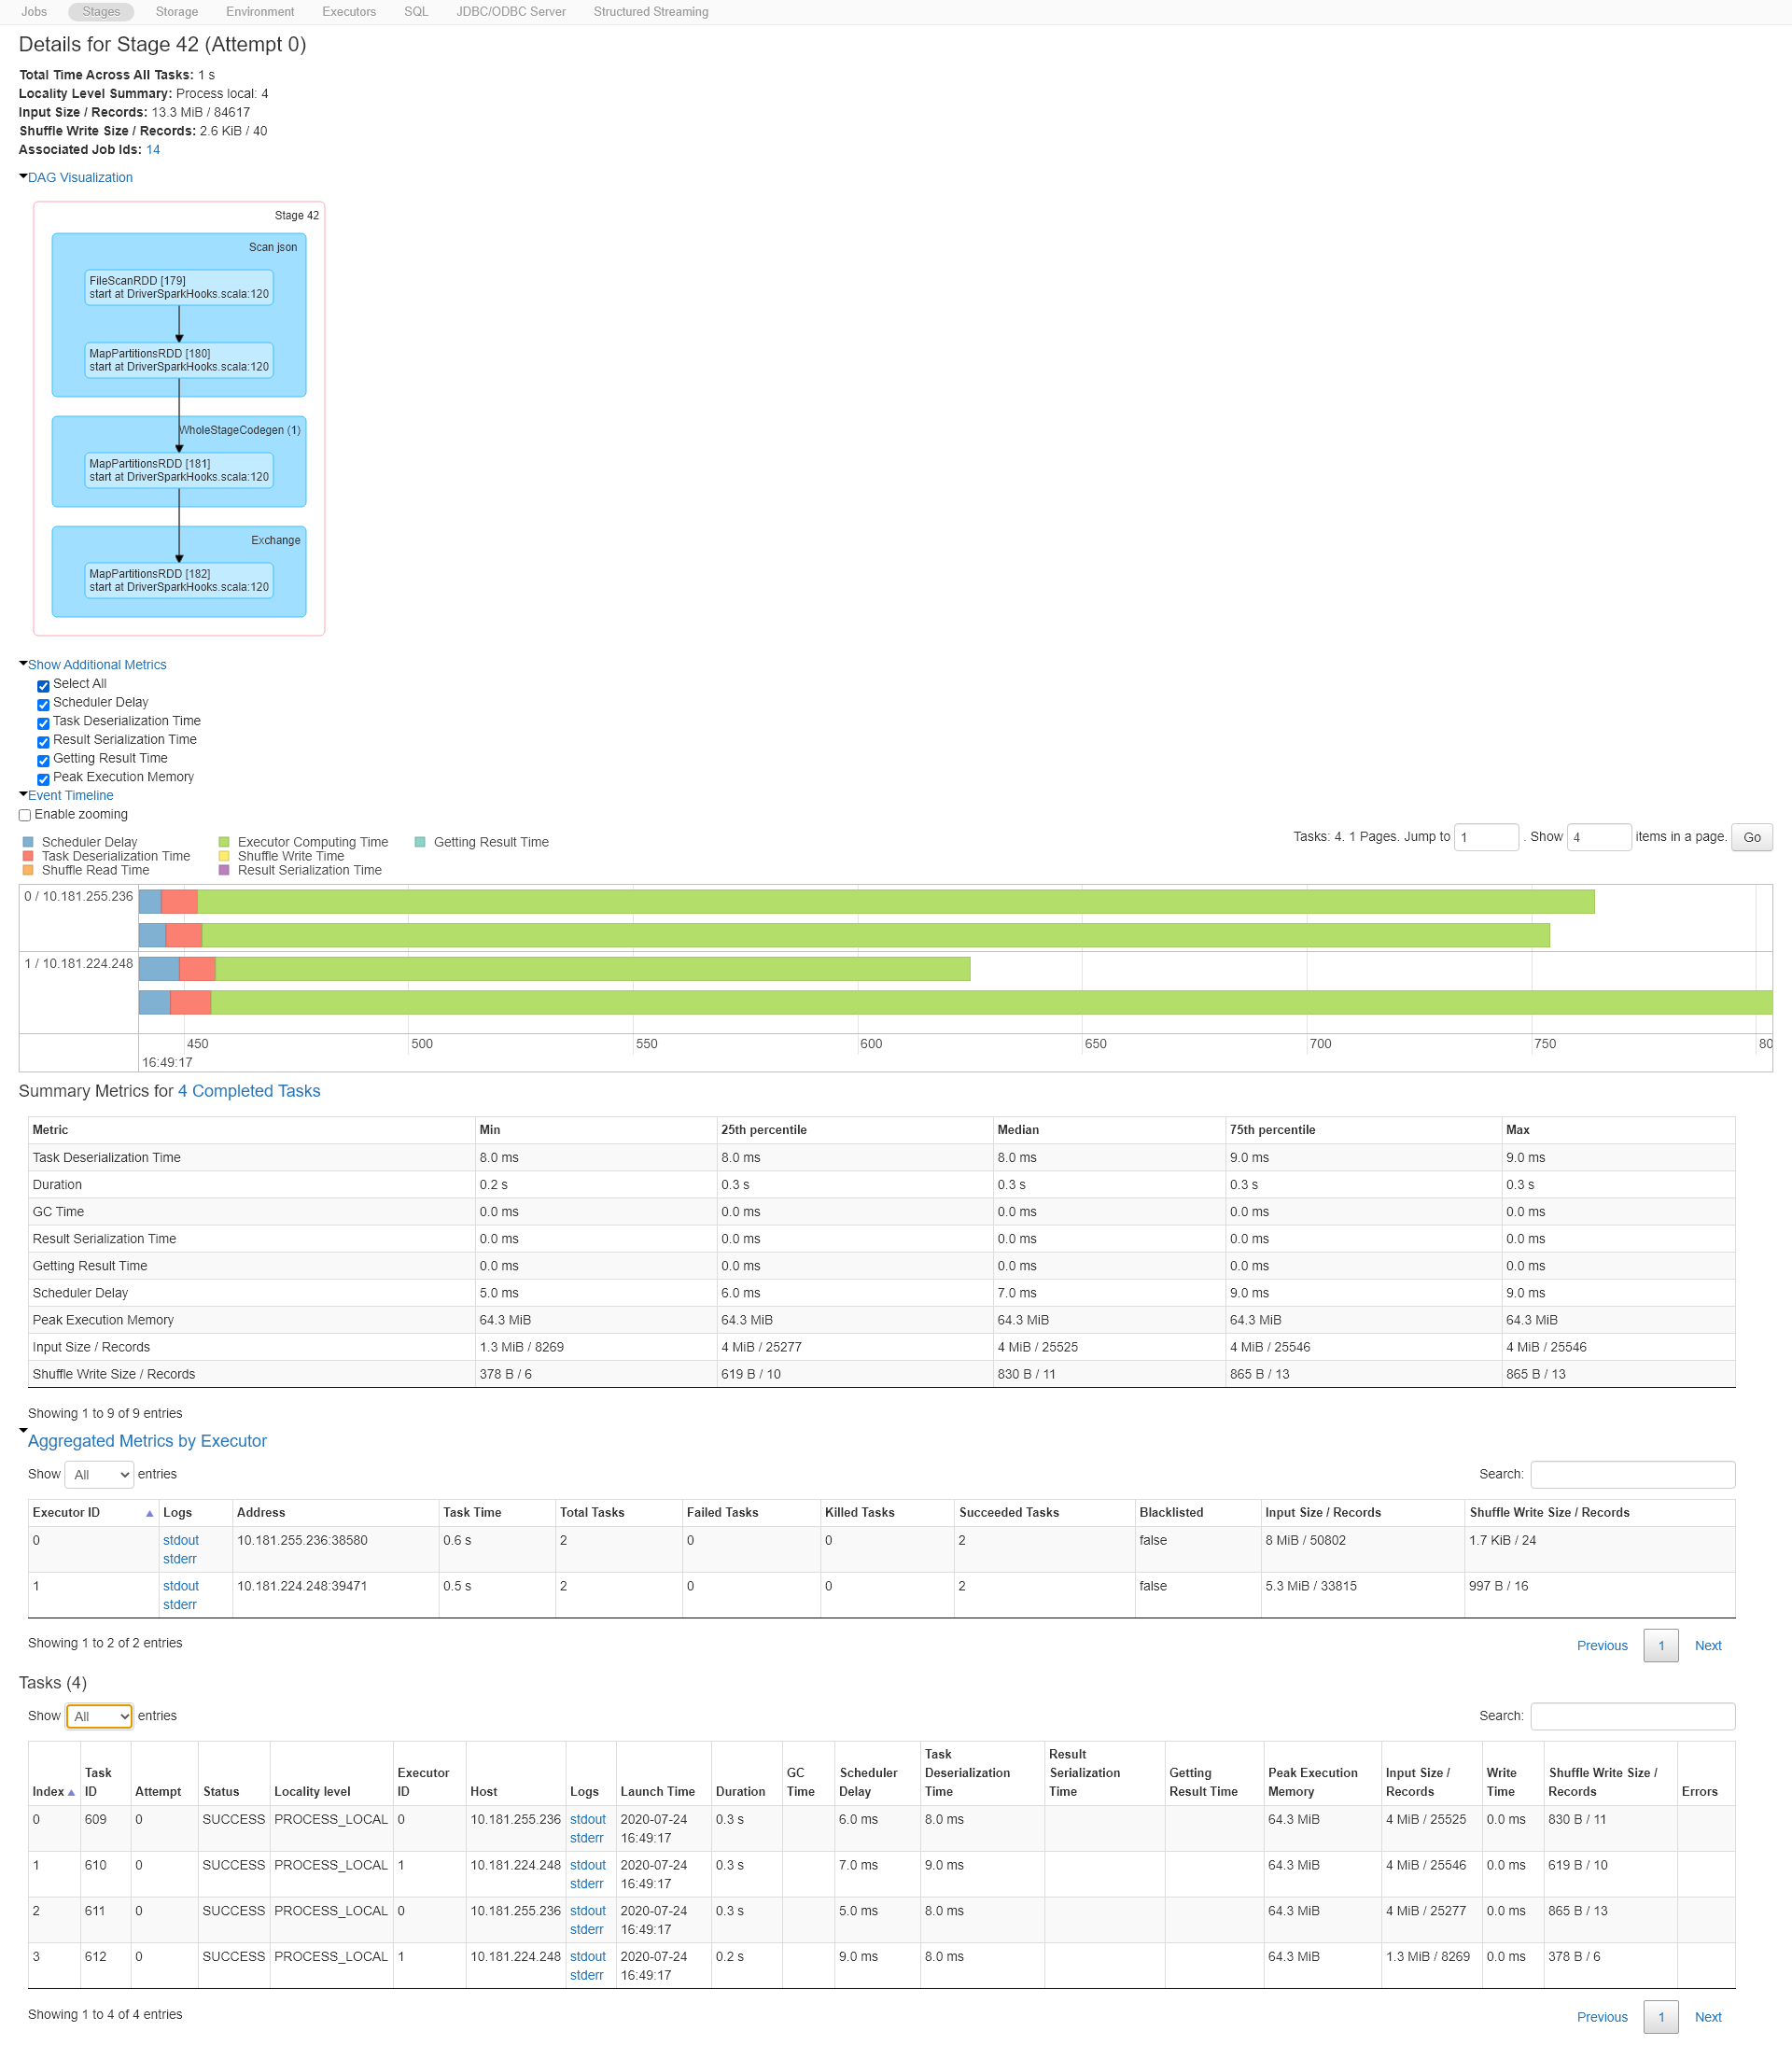 Jobs Stages Storage Environment Executors SQL JDBC/ODBC Server Structured Streaming
Details for Stage 42 (Attempt 0)
Total Time Across All Tasks: 1 s
Locality Level Summary: Process local: 4
Input Size / Records: 13.3 MiB / 84617
Shuffle Write Size / Records: 2.6 KiB / 40
Associated Job Ids: 14
DAG Visualization
Stage 42
Scan json
FileScanRDD [179]
start at DriverSparkHooks.scala:120
MapPartitionsRDD [180]
start at DriverSparkHooks.scala:120
WholeStageCodegen (1)
MapPartitionsRDD [181]
start at DriverSparkHooks.scala:120
Exchange
MapPartitionsRDD [182]
start at DriverSparkHooks.scala:120
Show Additional Metrics
Select All
Scheduler Delay
Task Deserialization Time
Result Serialization Time
Getting Result Time
Peak Execution Memory
Event Timeline
Enable zooming
Tasks: 4. 1 Pages. Jump to 1 . Show 4 items in a page. Go
Scheduler Delay Executor Computing Time Getting Result Time
Task Deserialization Time Shuffle Write Time
Shuffle Read Time Result Serialization Time
0 / 10.181.255.236
1 / 10.181.224.248
450 500 550 600 650 700 750 80
16:49:17
Summary Metrics for 4 Completed Tasks
Metric Min 25th percentile Median 75th percentile Max
Task Deserialization Time 8.0 ms 8.0 ms 8.0 ms 9.0 ms 9.0 ms
Duration 0.2 s 0.3 s 0.3 s 0.3 s 0.3 s
GC Time 0.0 ms 0.0 ms 0.0 ms 0.0 ms 0.0 ms
Result Serialization Time 0.0 ms 0.0 ms 0.0 ms 0.0 ms 0.0 ms
Getting Result Time 0.0 ms 0.0 ms 0.0 ms 0.0 ms 0.0 ms
Scheduler Delay 5.0 ms 6.0 ms 7.0 ms 9.0 ms 9.0 ms
Peak Execution Memory 64.3 MiB 64.3 MiB 64.3 MiB 64.3 MiB 64.3 MiB
Input Size / Records 1.3 MiB / 8269 4 MiB / 25277 4 MiB / 25525 4 MiB / 25546 4 MiB / 25546
Shuffle Write Size / Records 378 B / 6 619 B / 10 830 B / 11 865 B / 13 865 B / 13
Showing 1 to 9 of 9 entries
Aggregated Metrics by Executor
Show All entries Search:
Executor ID Logs Address Task Time Total Tasks Failed Tasks Killed Tasks Succeeded Tasks Blacklisted Input Size / Records Shuffle Write Size / Records
0 stdout 10.181.255.236:38580 0.6 s 2 0 0 2 false 8 MiB / 50802 1.7 KiB / 24
stderr
1 stdout 10.181.224.248:39471 0.5 s 2 0 0 2 false 5.3 MiB / 33815 997 B / 16
stderr
Showing 1 to 2 of 2 entries Previous 1 Next
Tasks (4)
Show All entries Search:
Task Result
Task Executor GC Scheduler Deserialization Serialization Getting Peak Execution Input Size / Write Shuffle Write Size /
Index ID Attempt Status Locality level ID Host Logs Launch Time Duration Time Delay Time Time Result Time Memory Records Time Records Errors
0 609 0 SUCCESS PROCESS_LOCAL 0 10.181.255.236 stdout 2020-07-24 0.3 s 6.0 ms 8.0 ms 64.3 MiB 4 MiB / 25525 0.0 ms 830 B / 11
stderr 16:49:17
1 610 0 SUCCESS PROCESS_LOCAL 1 10.181.224.248 stdout 2020-07-24 0.3 s 7.0 ms 9.0 ms 64.3 MiB 4 MiB / 25546 0.0 ms 619 B / 10
stderr 16:49:17
2 611 0 SUCCESS PROCESS_LOCAL 0 10.181.255.236 stdout 2020-07-24 0.3 s 5.0 ms 8.0 ms 64.3 MiB 4 MiB / 25277 0.0 ms 865 B / 13
stderr 16:49:17
3 612 0 SUCCESS PROCESS_LOCAL 1 10.181.224.248 stdout 2020-07-24 0.2 s 9.0 ms 8.0 ms 64.3 MiB 1.3 MiB / 8269 0.0 ms 378 B / 6
stderr 16:49:17
Showing 1 to 4 of 4 entries Previous 1 Next